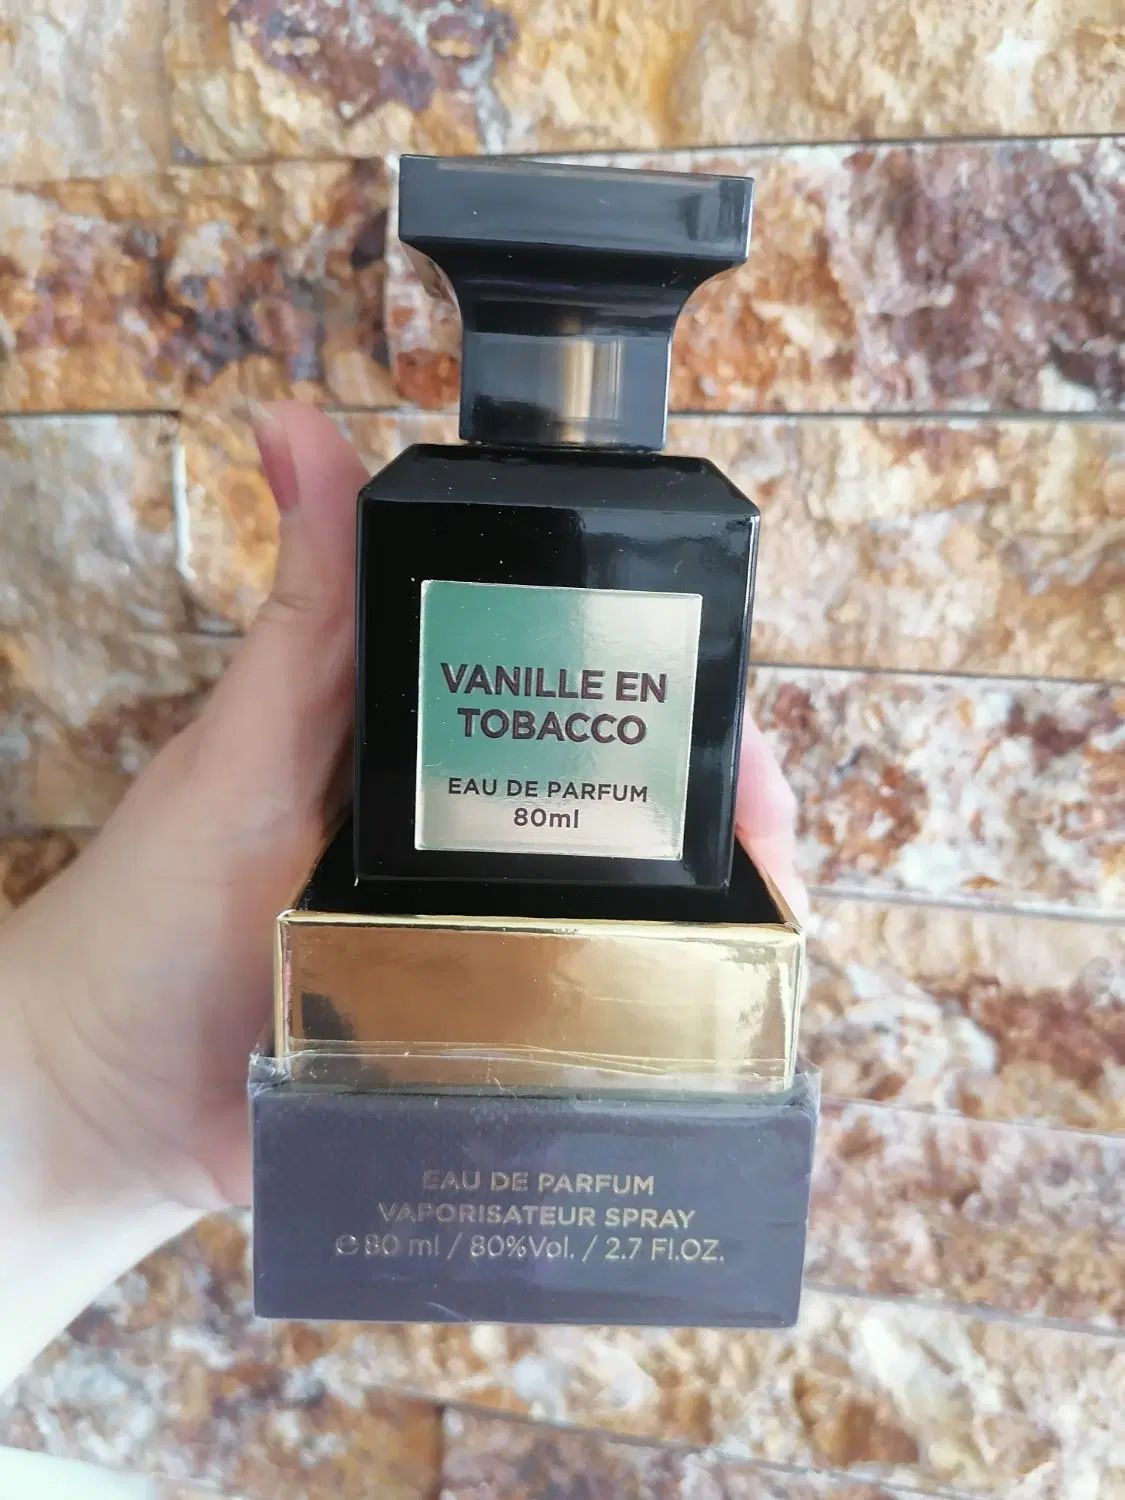 VANILLE EN
TOBACCO
EAU DE PARFUM
80ml
EAU DE PARFUM
VAPORISATEUR SPRAY
℮ 80 ml / 80%Vol. / 2.7 Fl.OZ.